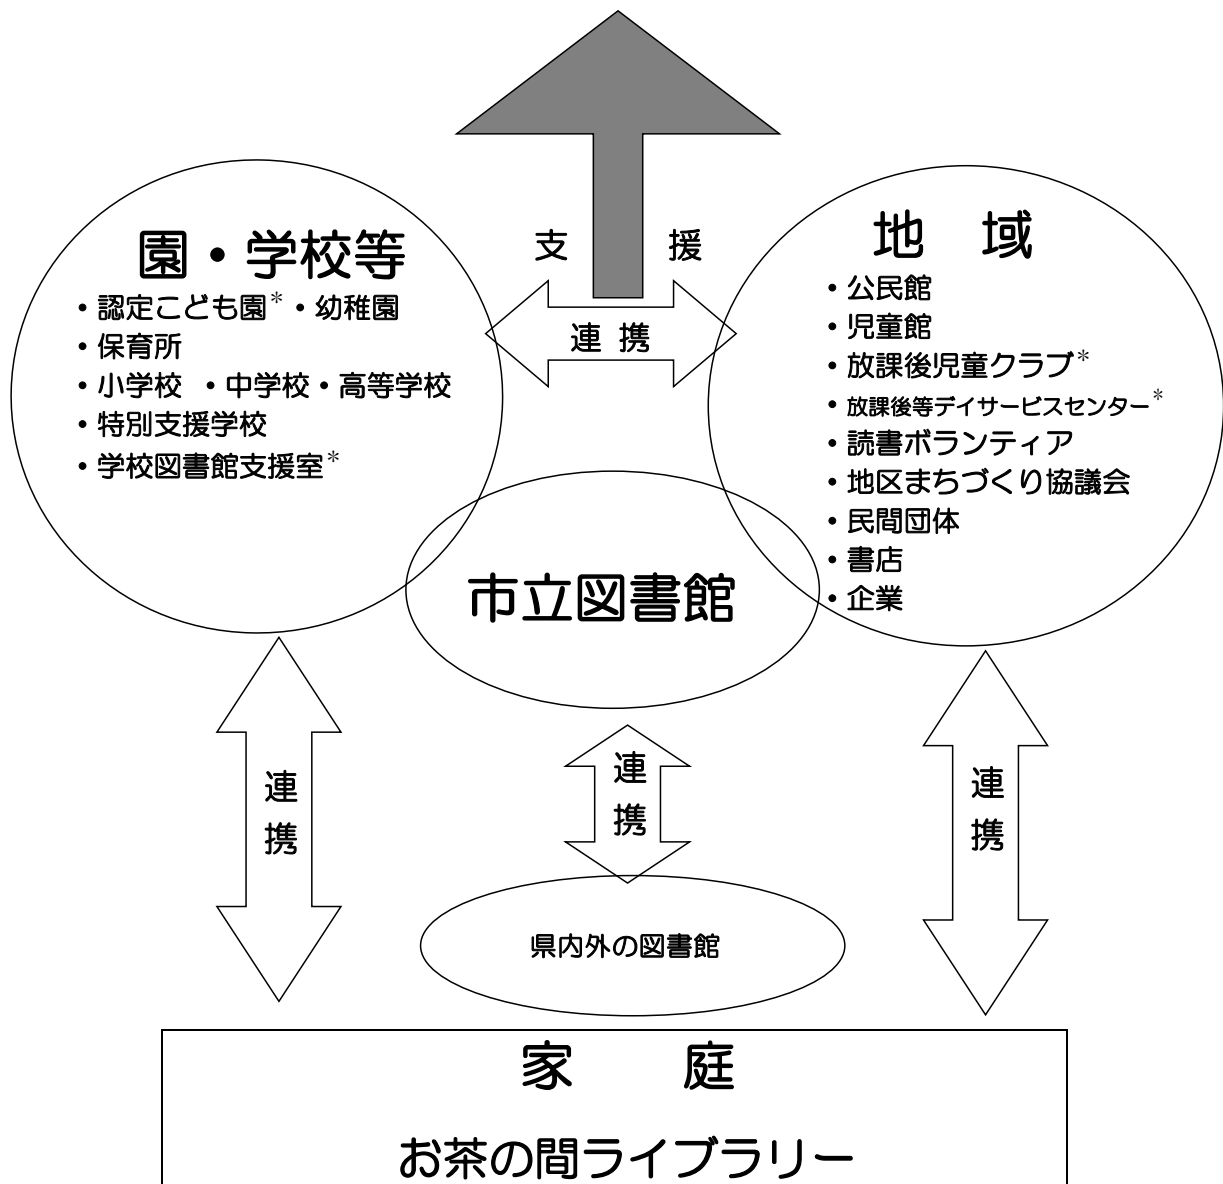 支 援
連 携
園・学校等
・認定こども園*・幼稚園
・保育所
・小学校 ・中学校・高等学校
・特別支援学校
・学校図書館支援室*
地 域
・公民館
・児童館
・放課後児童クラブ*
・放課後等デイサービスセンター*
・読書ボランティア
・地区まちづくり協議会
・民間団体
・書店
・企業
市立図書館
連
携
連
携
連
携
県内外の図書館
家 庭
お茶の間ライブラリー